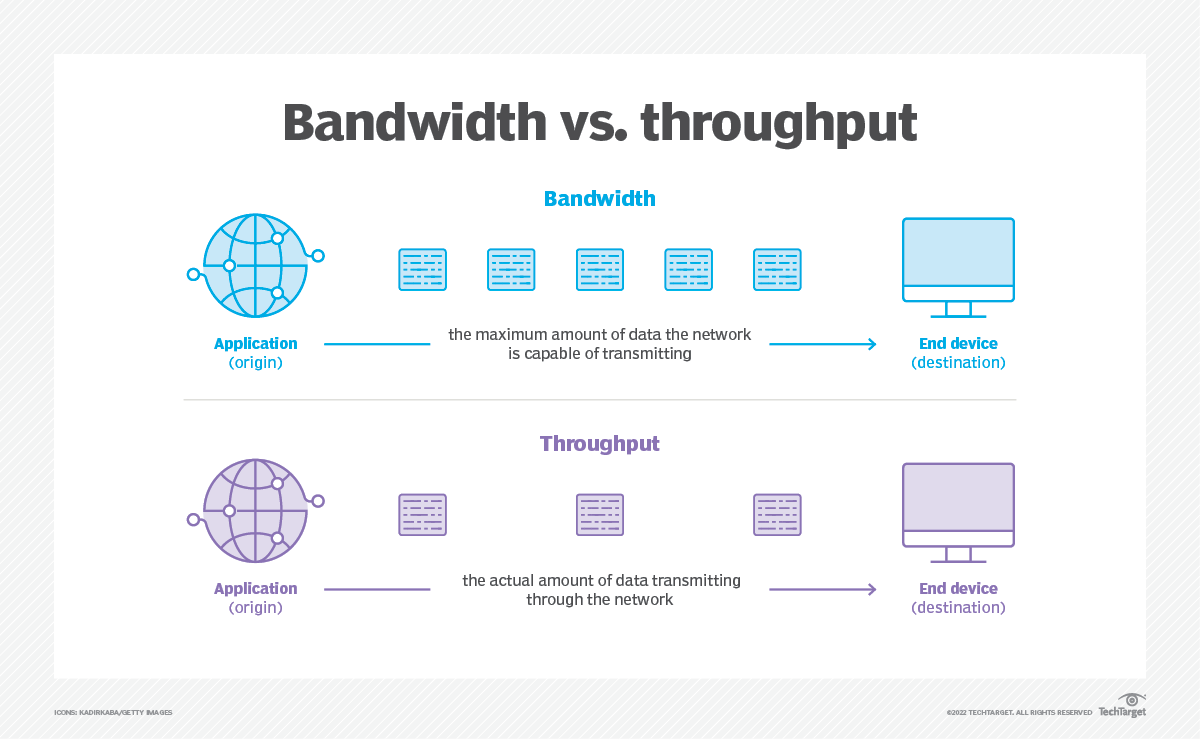 Bandwidth vs. throughput
Bandwidth
Application
(origin)
the maximum amount of data the network
is capable of transmitting
End device
(destination)
Throughput
Application
(origin)
the actual amount of data transmitting
through the network
End device
(destination)
ICONS: KADIRKABA/GETTY IMAGES
©2022 TECHTARGET. ALL RIGHTS RESERVED
TechTarget